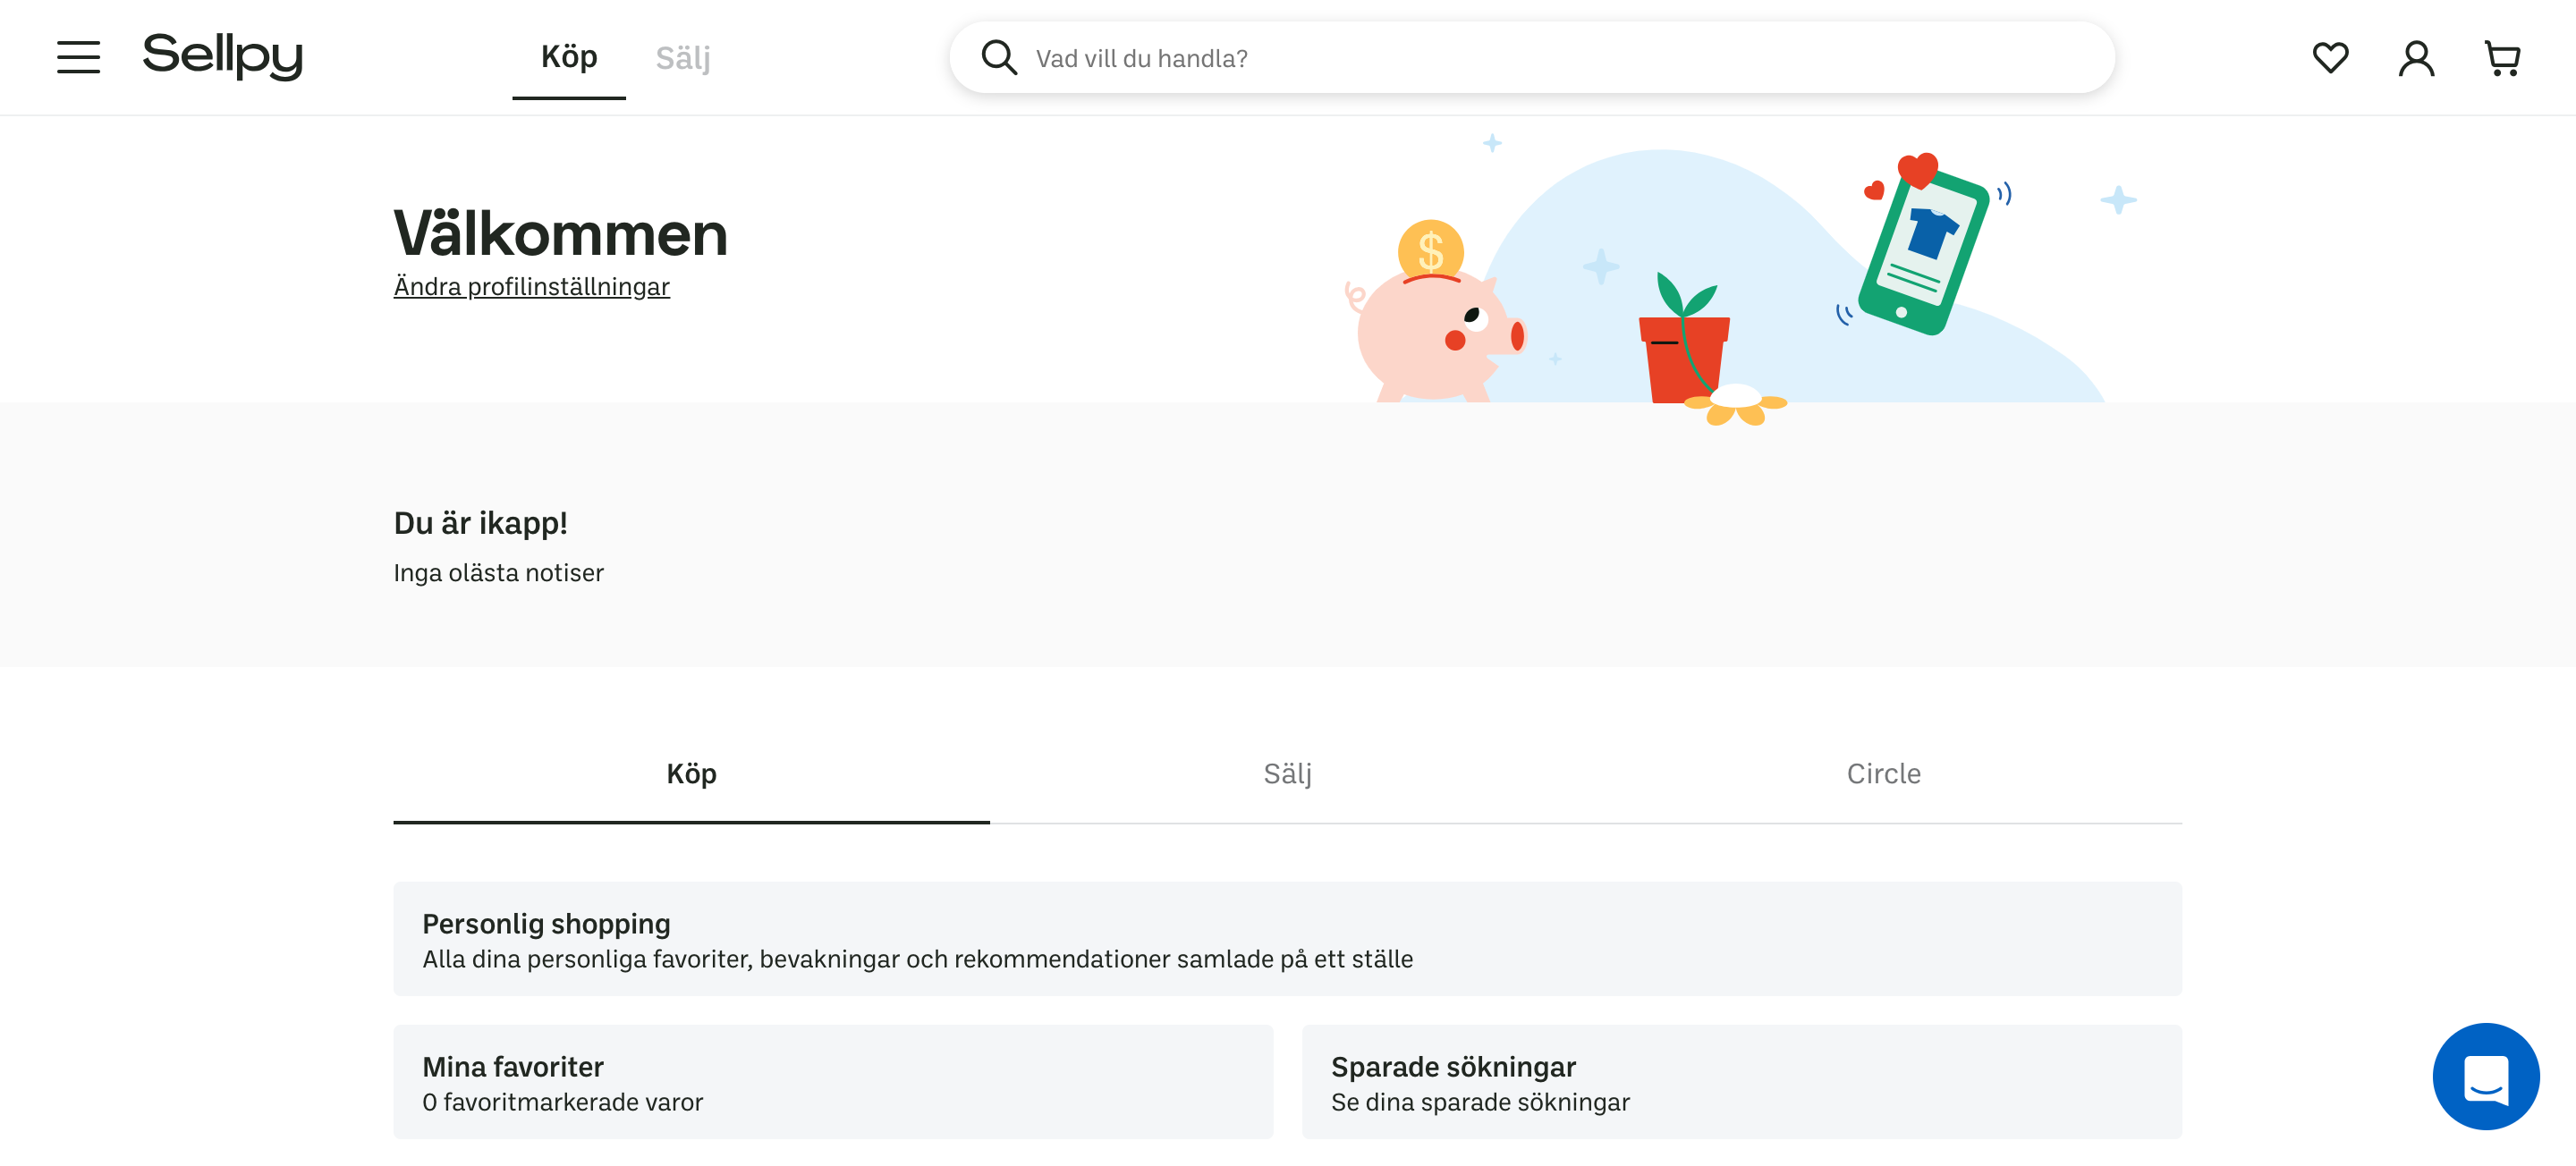 Sellpy
Köp
Sälj
Vad vill du handla?
Välkommen
$
Ändra profilinställningar
Du är ikapp!
Inga olästa notiser
Köp
Sälj
Circle
Personlig shopping
Alla dina personliga favoriter, bevakningar och rekommendationer samlade på ett ställe
Mina favoriter
0 favoritmarkerade varor
Sparade sökningar
Se dina sparade sökningar